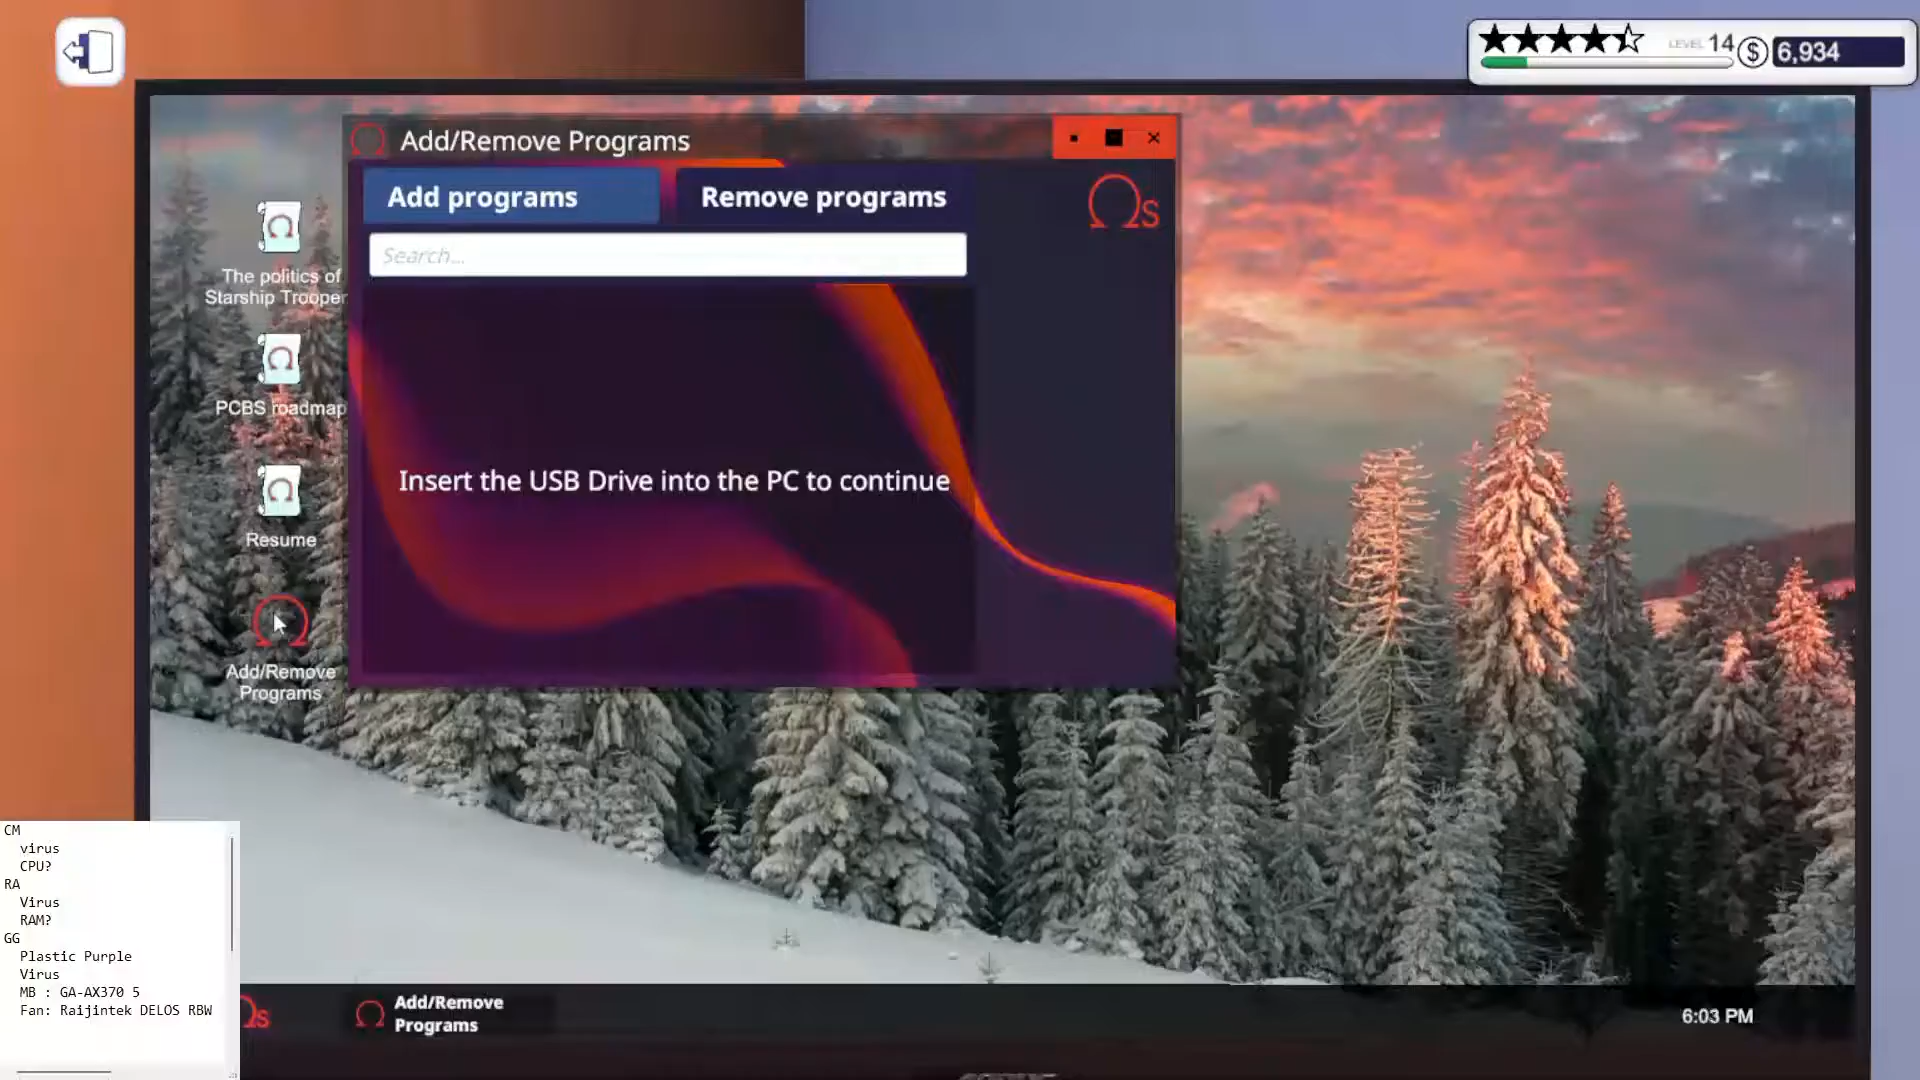 LEVEL 14
$ 6,934
Add/Remove Programs
Add programs
Remove programs
Ωs
Search...
Insert the USB Drive into the PC to continue
The politics of
Starship Trooper
PCBS roadmap
Resume
Add/Remove
Programs
CM
virus
CPU?
RA
Virus
RAM?
GG
Plastic Purple
Virus
MB : GA-AX370 5
Fan: Raijintek DELOS RBW
Ωs
Add/Remove
Programs
6:03 PM